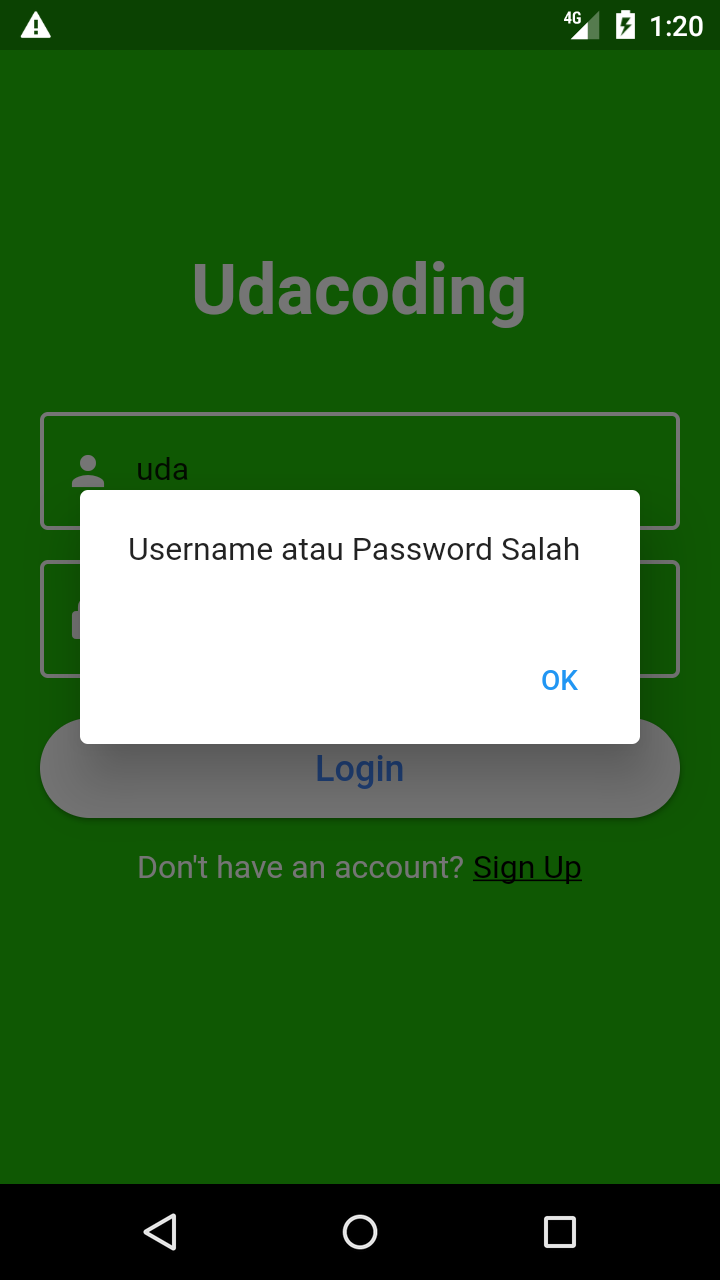 4G 1:20
Udacoding
uda
Username atau Password Salah
OK
Login
Don't have an account? Sign Up